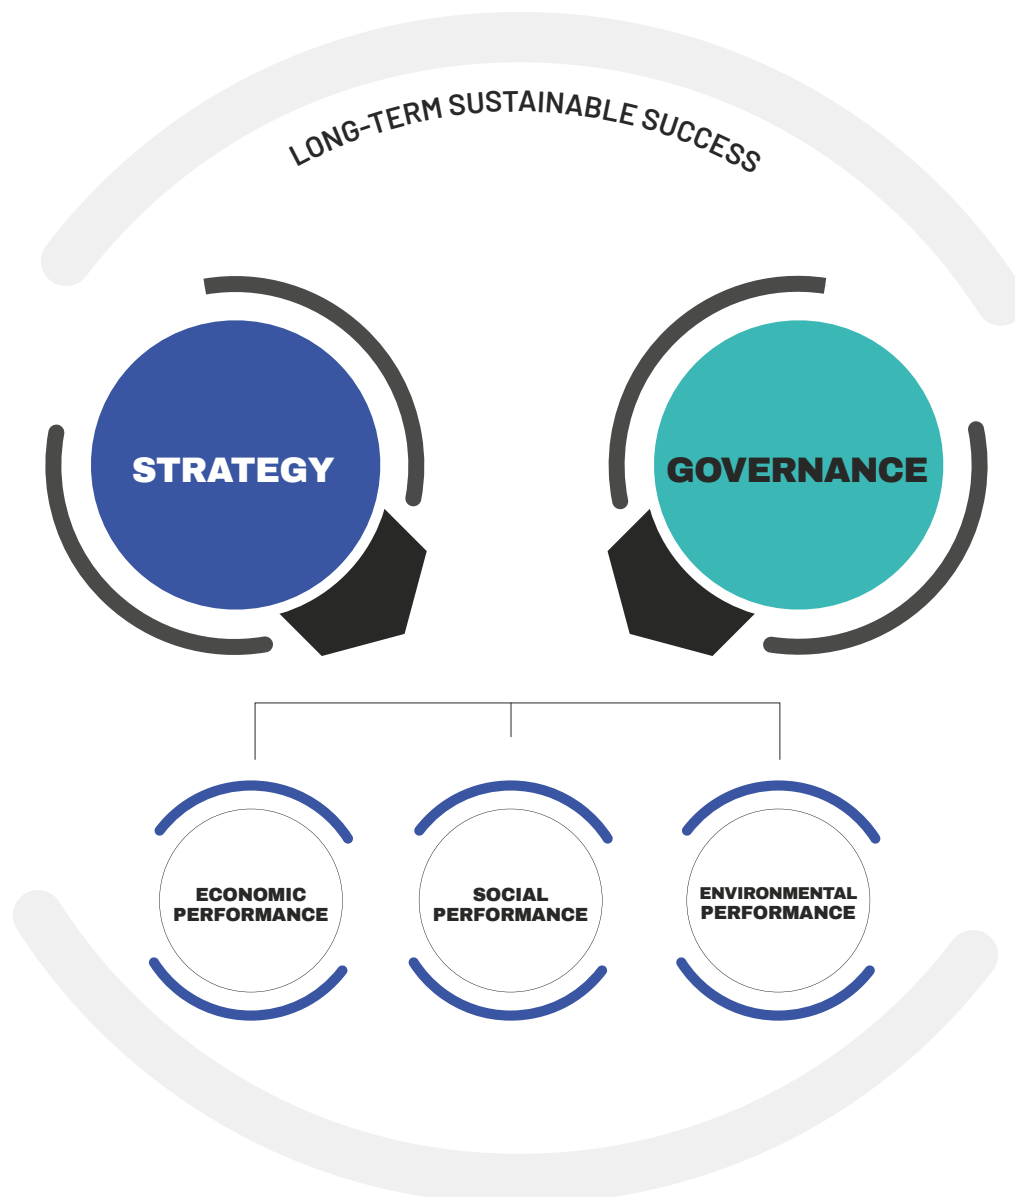 LONG-TERM SUSTAINABLE SUCCESS
STRATEGY
GOVERNANCE
ECONOMIC
PERFORMANCE
SOCIAL
PERFORMANCE
ENVIRONMENTAL
PERFORMANCE